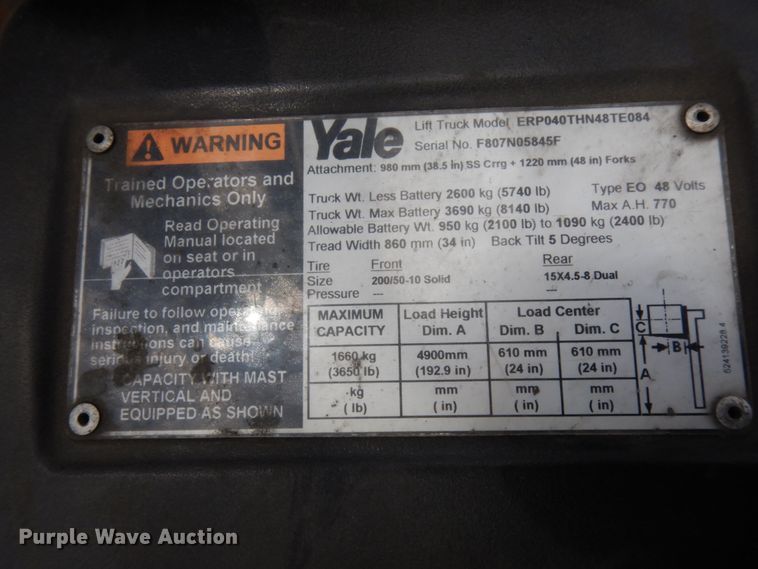 WARNING
Trained Operators and
Mechanics Only
Read Operating
Manual located
on seat or in
operators
compartment
Failure to follow operating,
inspection, and maintenance
instructions can cause
serious injury or death!
CAPACITY WITH MAST
VERTICAL AND
EQUIPPED AS SHOWN
Yale
Lift Truck Model ERP040THN48TE084
Serial No. F807N05845F
Attachment: 980 mm (38.5 in) SS Crrg + 1220 mm (48 in) Forks
Truck Wt. Less Battery 2600 kg (5740 lb) Type EO 48 Volts
Truck Wt. Max Battery 3690 kg (8140 lb) Max A.H. 770
Allowable Battery Wt. 950 kg (2100 lb) to 1090 kg (2400 lb)
Tread Width 860 mm (34 in) Back Tilt 5 Degrees
Tire Front Rear
Size 200/50-10 Solid 15X4.5-8 Dual
Pressure --- ---
MAXIMUM CAPACITY Load Height Dim. A Load Center Dim. B Dim. C
1660 kg 4900mm 610 mm 610 mm
(3650 lb) (192.9 in) (24 in) (24 in)
kg mm mm mm
( lb) ( in) ( in) ( in)
C
B
A
524139228 4
Purple Wave Auction